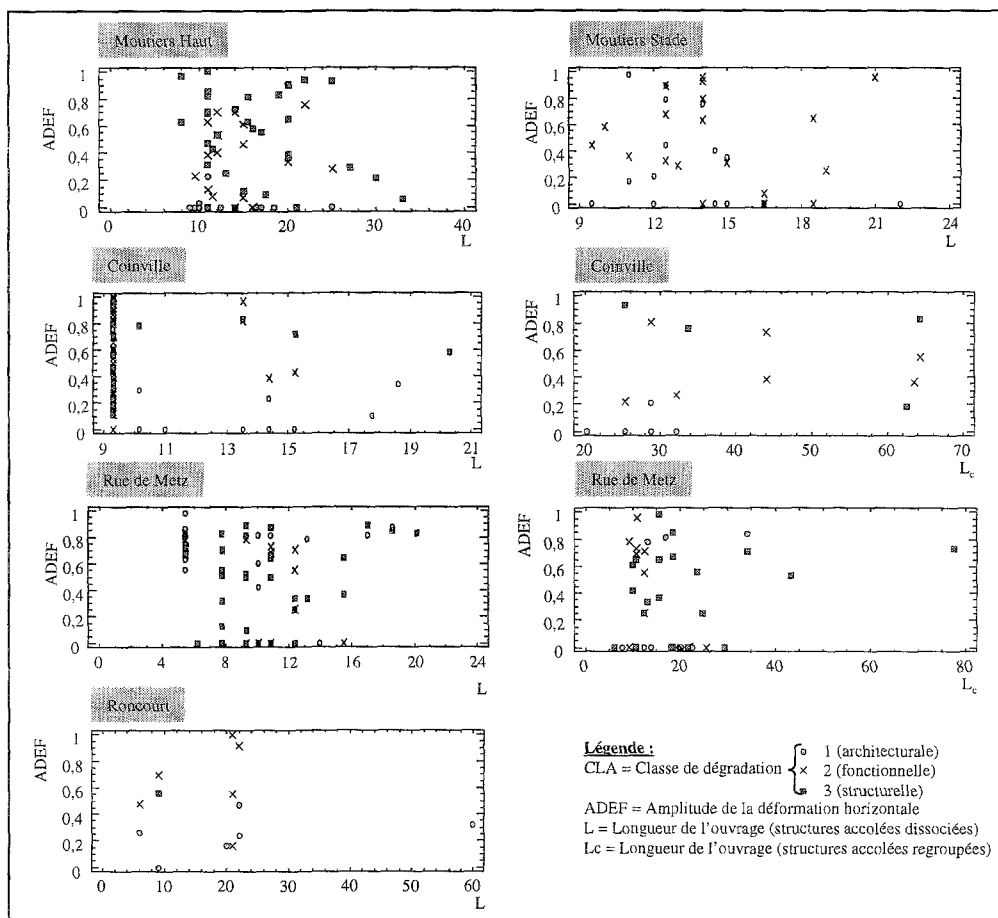 Moutiers Haut
Moutiers Stade
ADEF
1
0,8
0,6
0,4
0,2
0
0 10 20 30 40
L
ADEF
1
0,8
0,6
0,4
0,2
0
9 12 15 18 21 24
L
Coinville
Coinville
ADEF
1
0,8
0,6
0,4
0,2
0
9 11 13 15 17 19 21
L
ADEF
1
0,8
0,6
0,4
0,2
0
20 30 40 50 60 70
Lc
Rue de Metz
Rue de Metz
ADEF
1
0,8
0,6
0,4
0,2
0
0 4 8 12 16 20 24
L
ADEF
1
0,8
0,6
0,4
0,2
0
0 20 40 60 80
Lc
Roncourt
ADEF
1
0,8
0,6
0,4
0,2
0
0 10 20 30 40 50 60
L
Légende :
1 (architecturale)
CLA = Classe de dégradation 2 (fonctionnelle)
3 (structurelle)
ADEF = Amplitude de la déformation horizontale
L = Longueur de l'ouvrage (structures accolées dissociées)
Lc = Longueur de l'ouvrage (structures accolées regroupées)